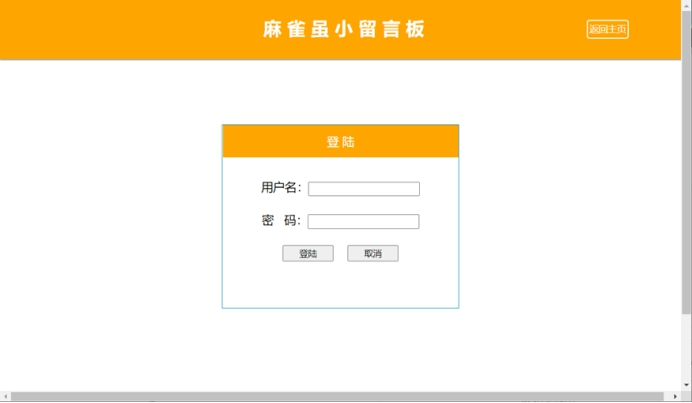 麻雀虽小留言板
返回主页
登陆
用户名：
密 码：
登陆 取消